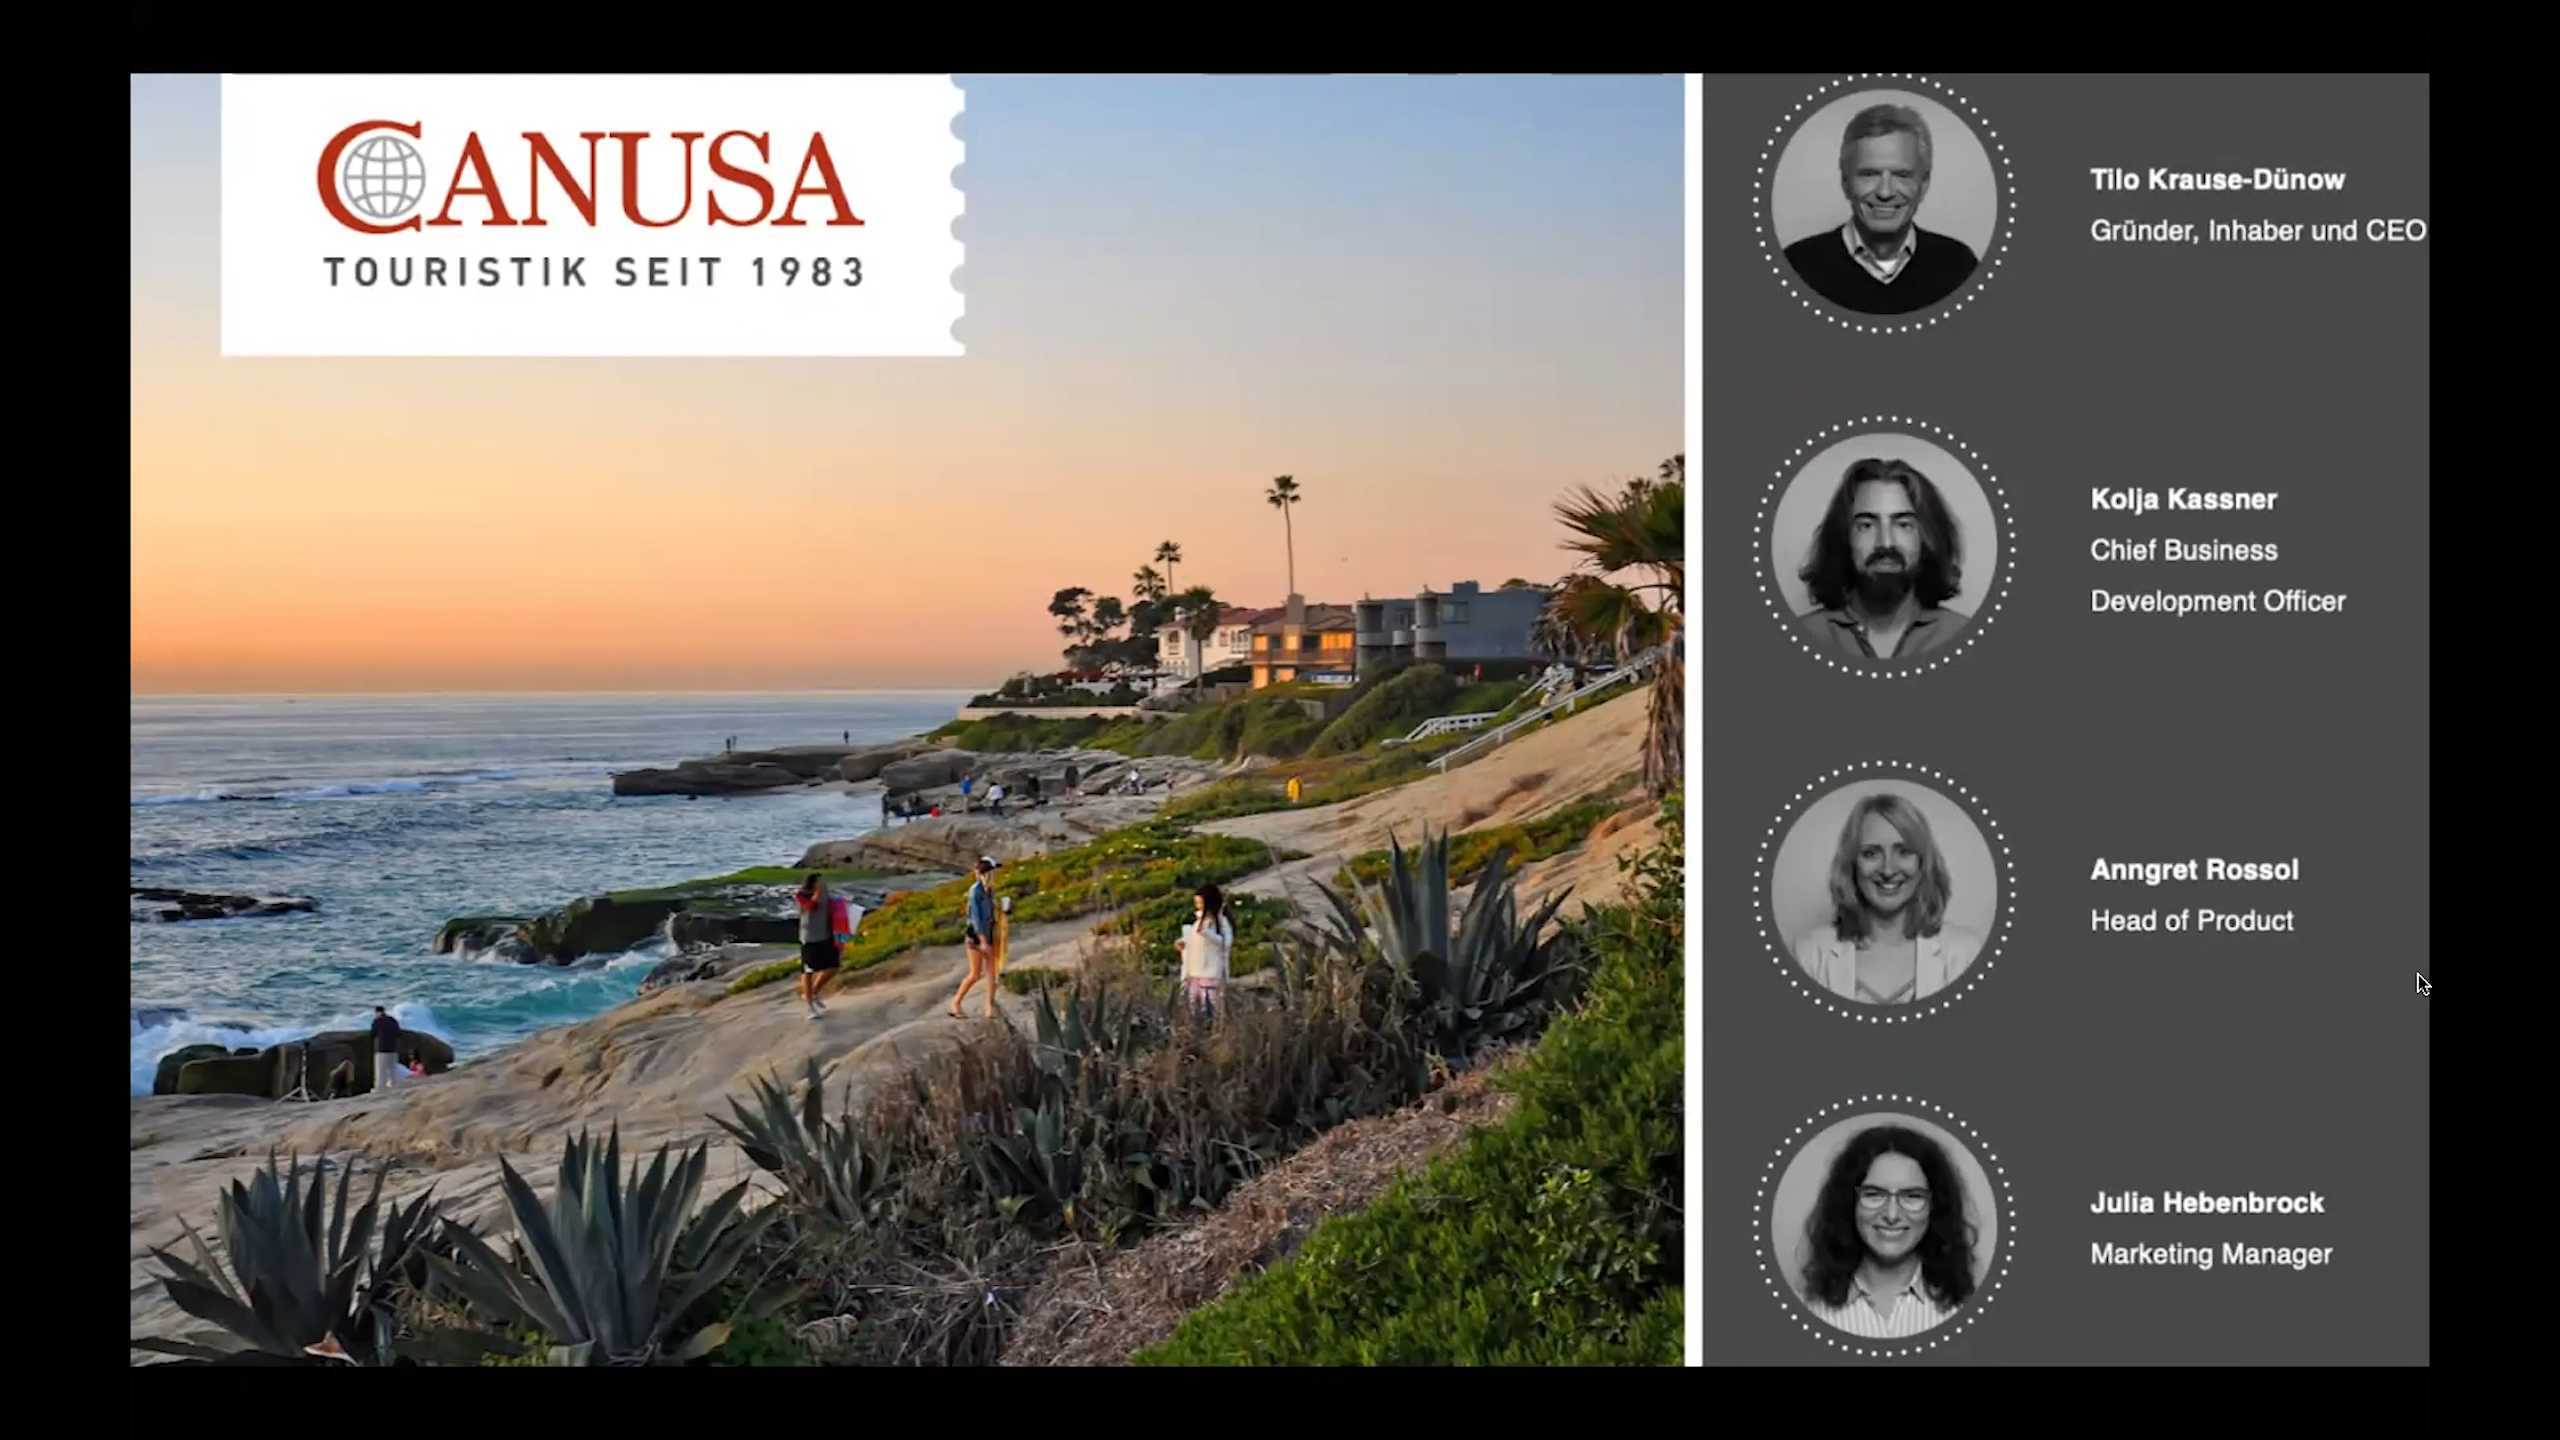 CANUSA
TOURISTIK SEIT 1983
Tilo Krause-Dünow
Gründer, Inhaber und CEO
Kolja Kassner
Chief Business
Development Officer
Anngret Rossol
Head of Product
Julia Hebenbrock
Marketing Manager